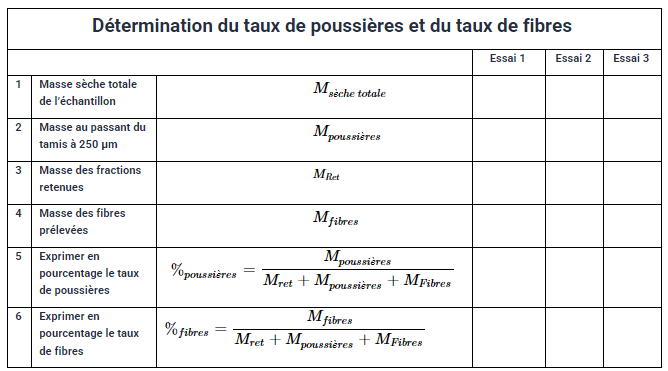 Détermination du taux de poussières et du taux de fibres
Essai 1 Essai 2 Essai 3
1 Masse sèche totale de l'échantillon M_{sèche totale}
2 Masse au passant du tamis à 250 µm M_{poussières}
3 Masse des fractions retenues M_{Ret}
4 Masse des fibres prélevées M_{fibres}
5 Exprimer en pourcentage le taux de poussières %_{poussières} = M_{poussières} / (M_{ret} + M_{poussières} + M_{Fibres})
6 Exprimer en pourcentage le taux de fibres %_{fibres} = M_{fibres} / (M_{ret} + M_{poussières} + M_{Fibres})